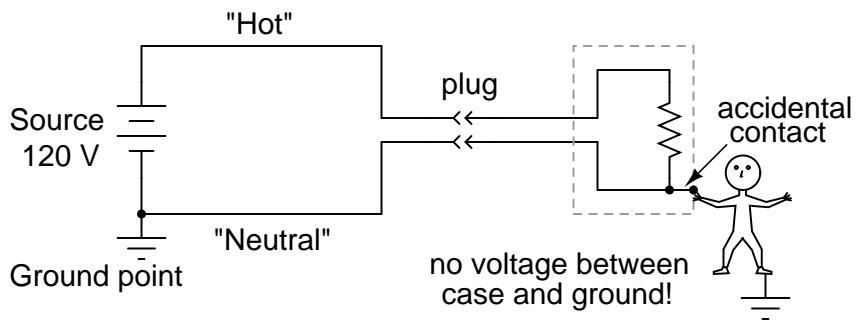 "Hot"
plug
Source
120 V
accidental
contact
"Neutral"
Ground point
no voltage between
case and ground!